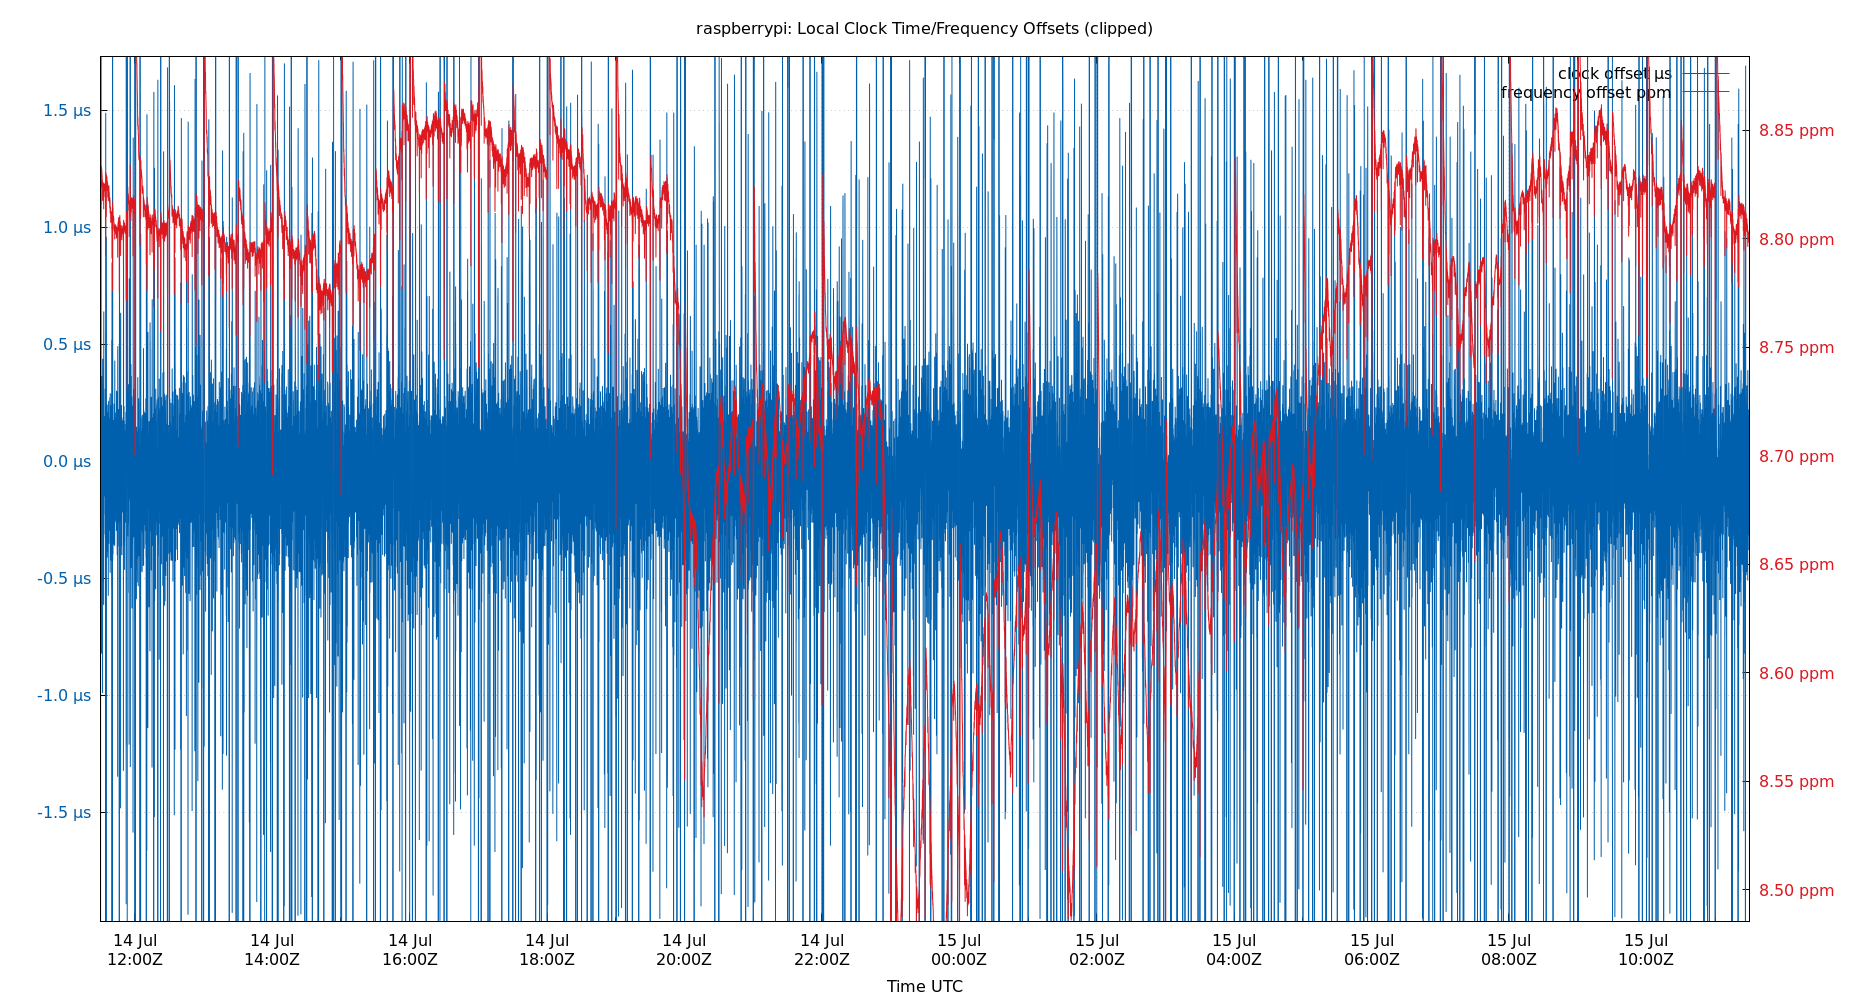 raspberrypi: Local Clock Time/Frequency Offsets (clipped)
clock offset µs
frequency offset ppm
1.5 µs
1.0 µs
0.5 µs
0.0 µs
-0.5 µs
-1.0 µs
-1.5 µs
8.85 ppm
8.80 ppm
8.75 ppm
8.70 ppm
8.65 ppm
8.60 ppm
8.55 ppm
8.50 ppm
14 Jul 14 Jul 14 Jul 14 Jul 14 Jul 14 Jul 15 Jul 15 Jul 15 Jul 15 Jul 15 Jul 15 Jul
12:00Z 14:00Z 16:00Z 18:00Z 20:00Z 22:00Z 00:00Z 02:00Z 04:00Z 06:00Z 08:00Z 10:00Z
Time UTC